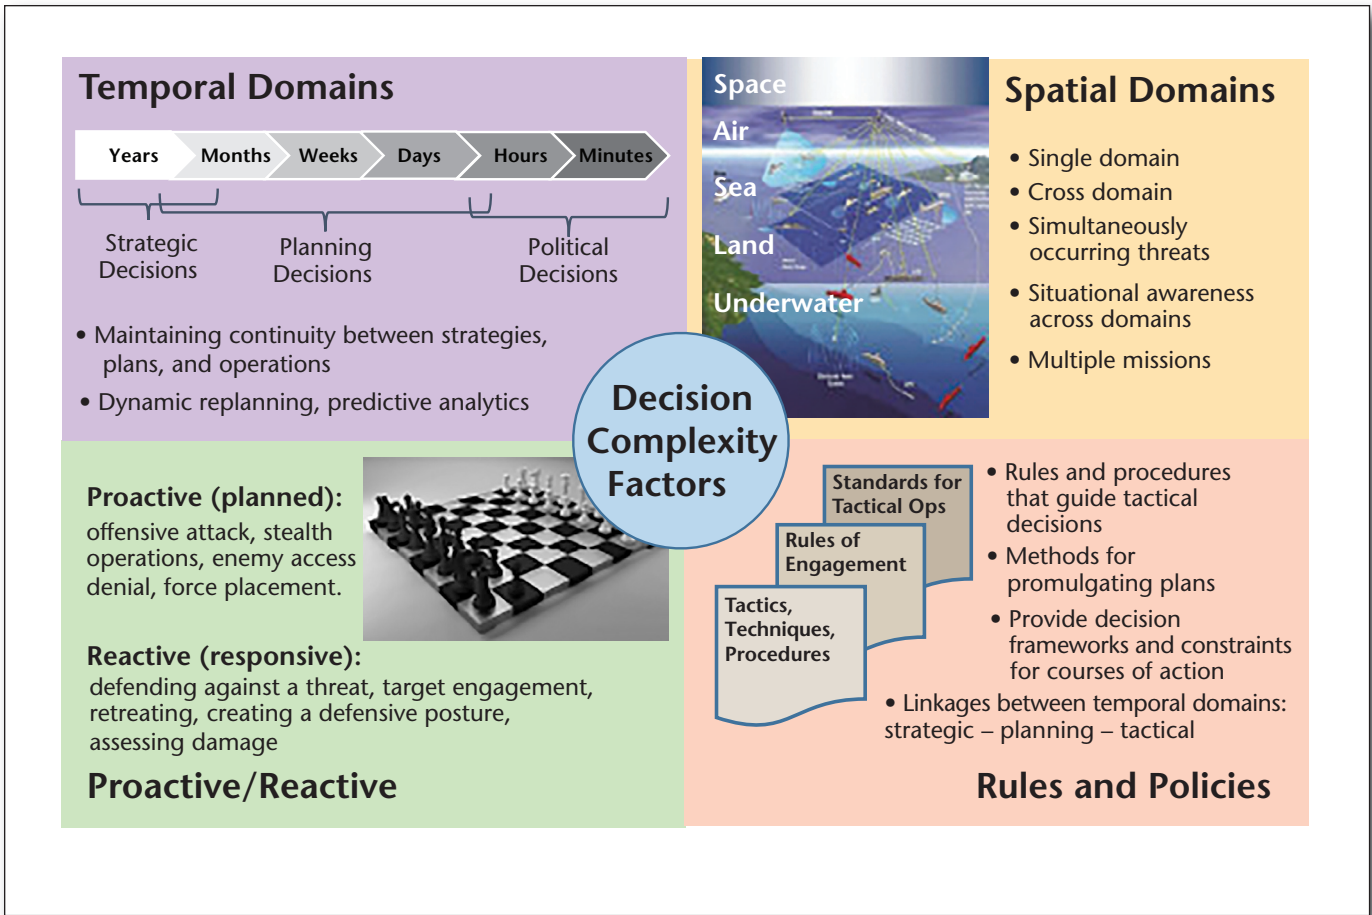 Temporal Domains
Years
Months
Weeks
Days
Hours
Minutes
Strategic
Decisions
Planning
Decisions
Political
Decisions
• Maintaining continuity between strategies,
plans, and operations
• Dynamic replanning, predictive analytics
Space
Air
Sea
Land
Underwater
Spatial Domains
• Single domain
• Cross domain
• Simultaneously
occurring threats
• Situational awareness
across domains
• Multiple missions
Decision
Complexity
Factors
Proactive (planned):
offensive attack, stealth
operations, enemy access
denial, force placement.
Reactive (responsive):
defending against a threat, target engagement,
retreating, creating a defensive posture,
assessing damage
Proactive/Reactive
Standards for
Tactical Ops
Rules of
Engagement
Tactics,
Techniques,
Procedures
• Rules and procedures
that guide tactical
decisions
• Methods for
promulgating plans
• Provide decision
frameworks and constraints
for courses of action
• Linkages between temporal domains:
strategic – planning – tactical
Rules and Policies